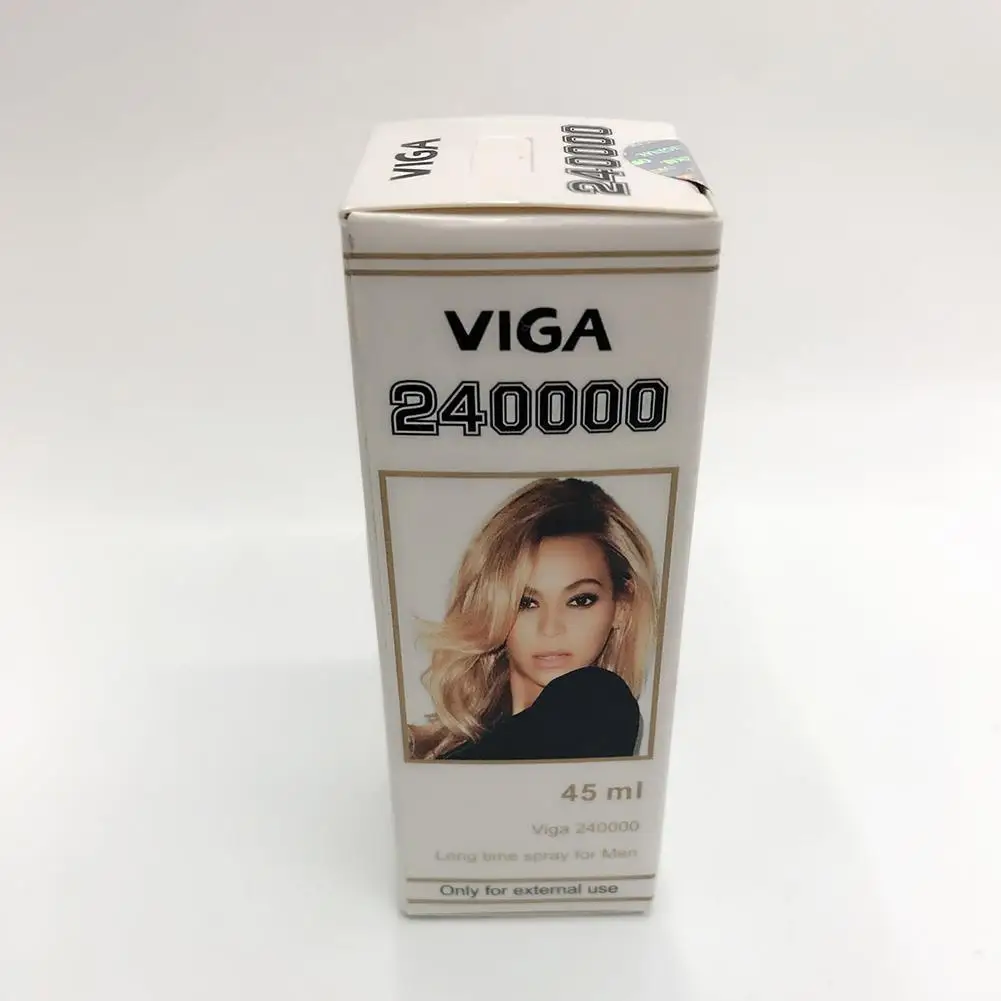 VIGA
240000
VIGA
240000
45 ml
Viga 240000
Long time spray for Men
Only for external use